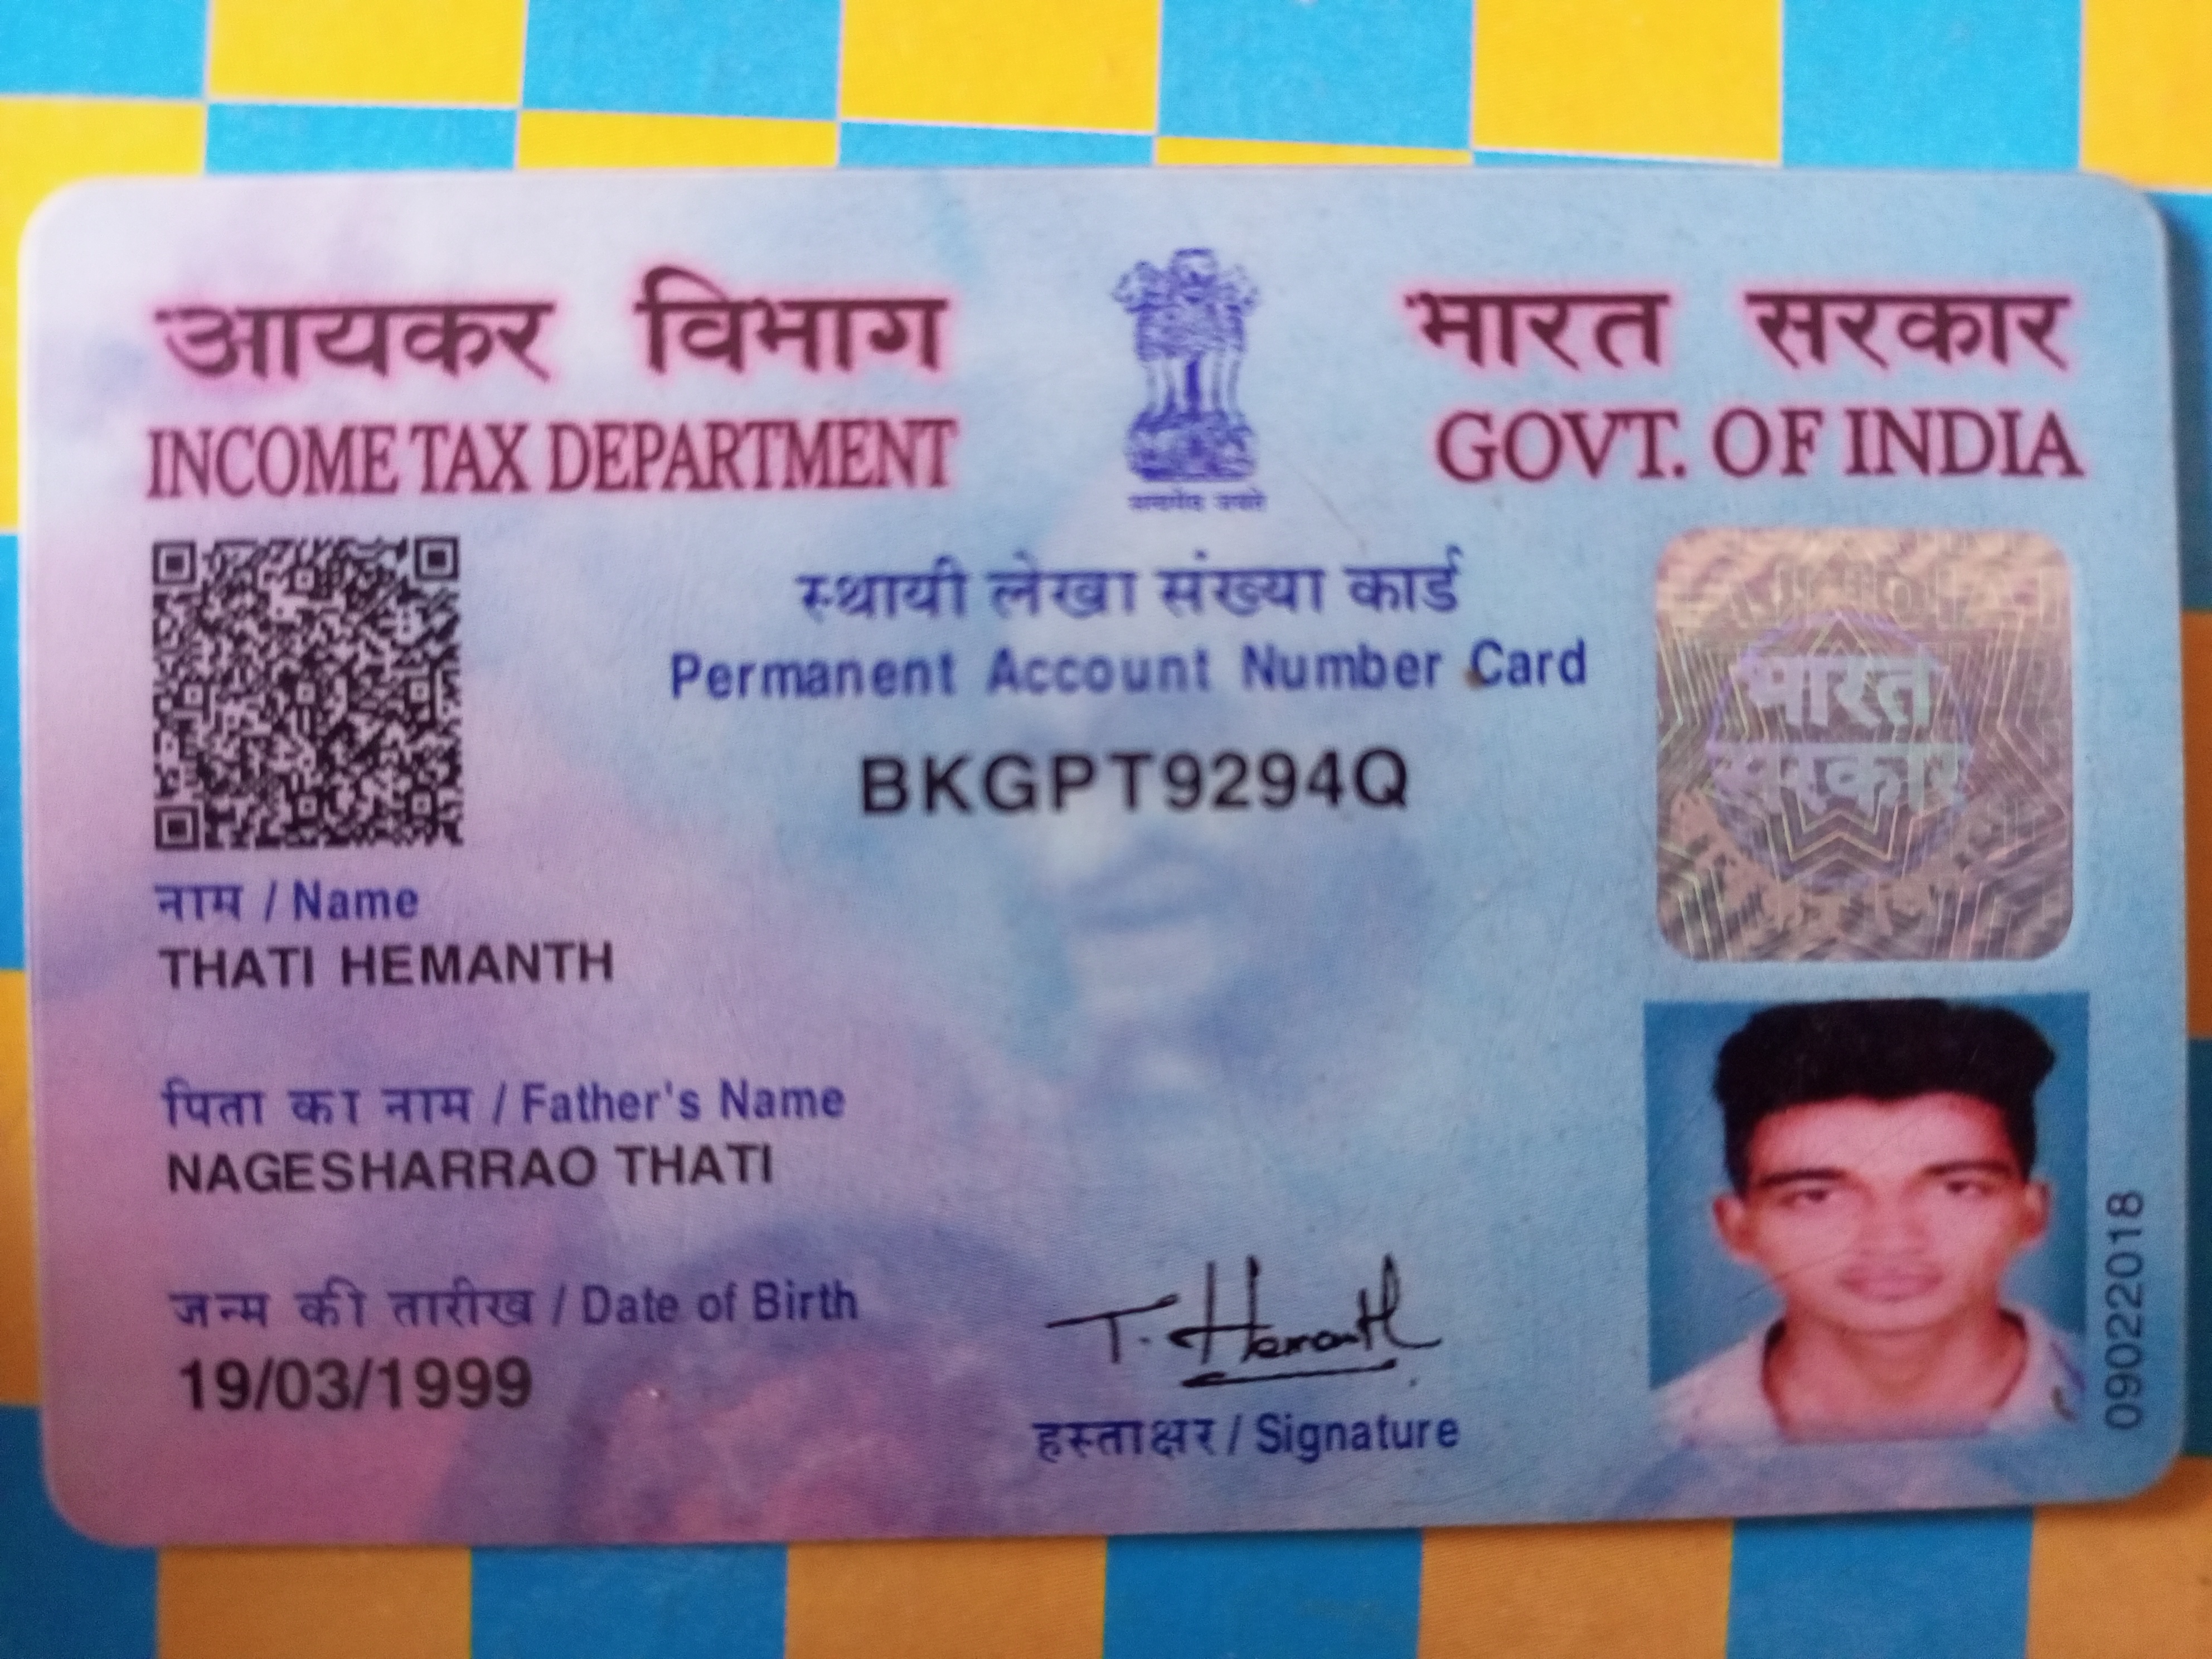 आयकर विभाग
INCOME TAX DEPARTMENT
सत्यमेव जयते
भारत सरकार
GOVT. OF INDIA
स्थायी लेखा संख्या कार्ड
Permanent Account Number Card
BKGPT9294Q
भारत
सरकार
नाम / Name
THATI HEMANTH
पिता का नाम / Father's Name
NAGESHARRAO THATI
जन्म की तारीख / Date of Birth
19/03/1999
T. Hemanth
हस्ताक्षर / Signature
09022018